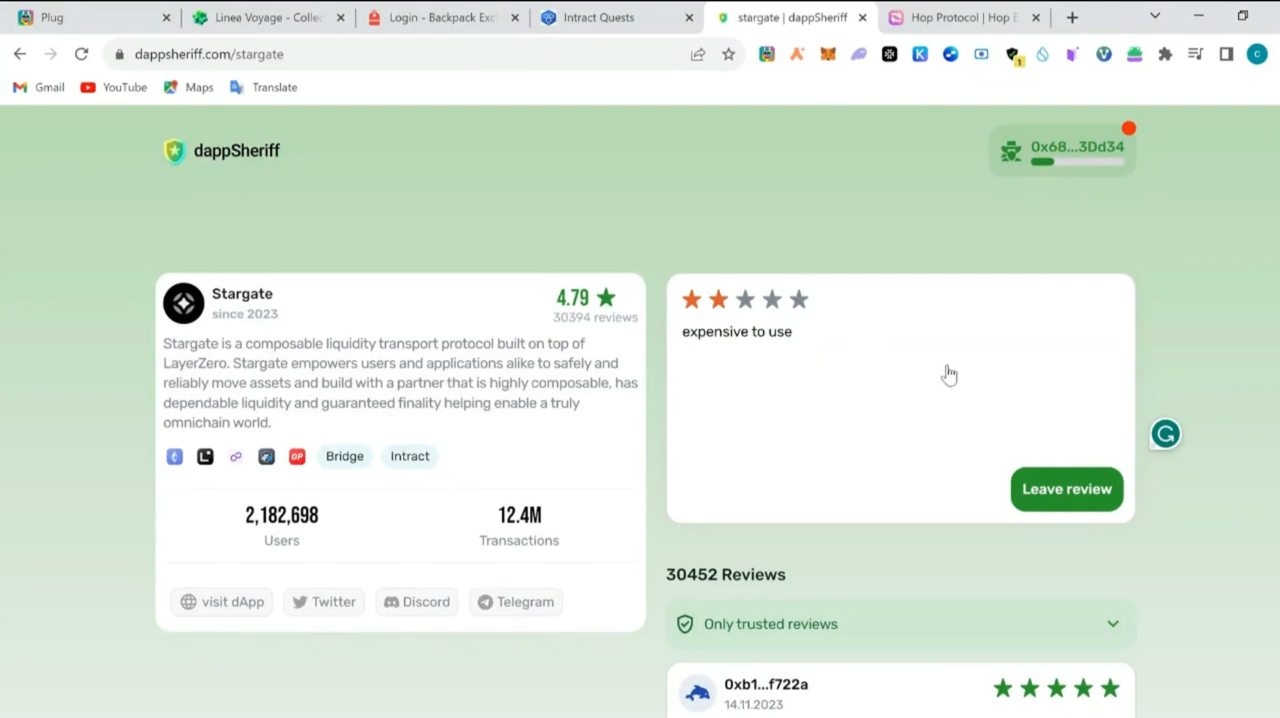 Plug
Linea Voyage - Collec
Login - Backpack Exc
Intract Quests
stargate | dappSheriff
Hop Protocol | Hop E
dappsheriff.com/stargate
1
C
Gmail
YouTube
Maps
Translate
dappSheriff
0x68...3Dd34
Stargate
since 2023
4.79
30394 reviews
Stargate is a composable liquidity transport protocol built on top of
LayerZero. Stargate empowers users and applications alike to safely and
reliably move assets and build with a partner that is highly composable, has
dependable liquidity and guaranteed finality helping enable a truly
omnichain world.
OP
Bridge
Intract
2,182,698
Users
12.4M
Transactions
visit dApp
Twitter
Discord
Telegram
expensive to use
Leave review
30452 Reviews
Only trusted reviews
0xb1...f722a
14.11.2023